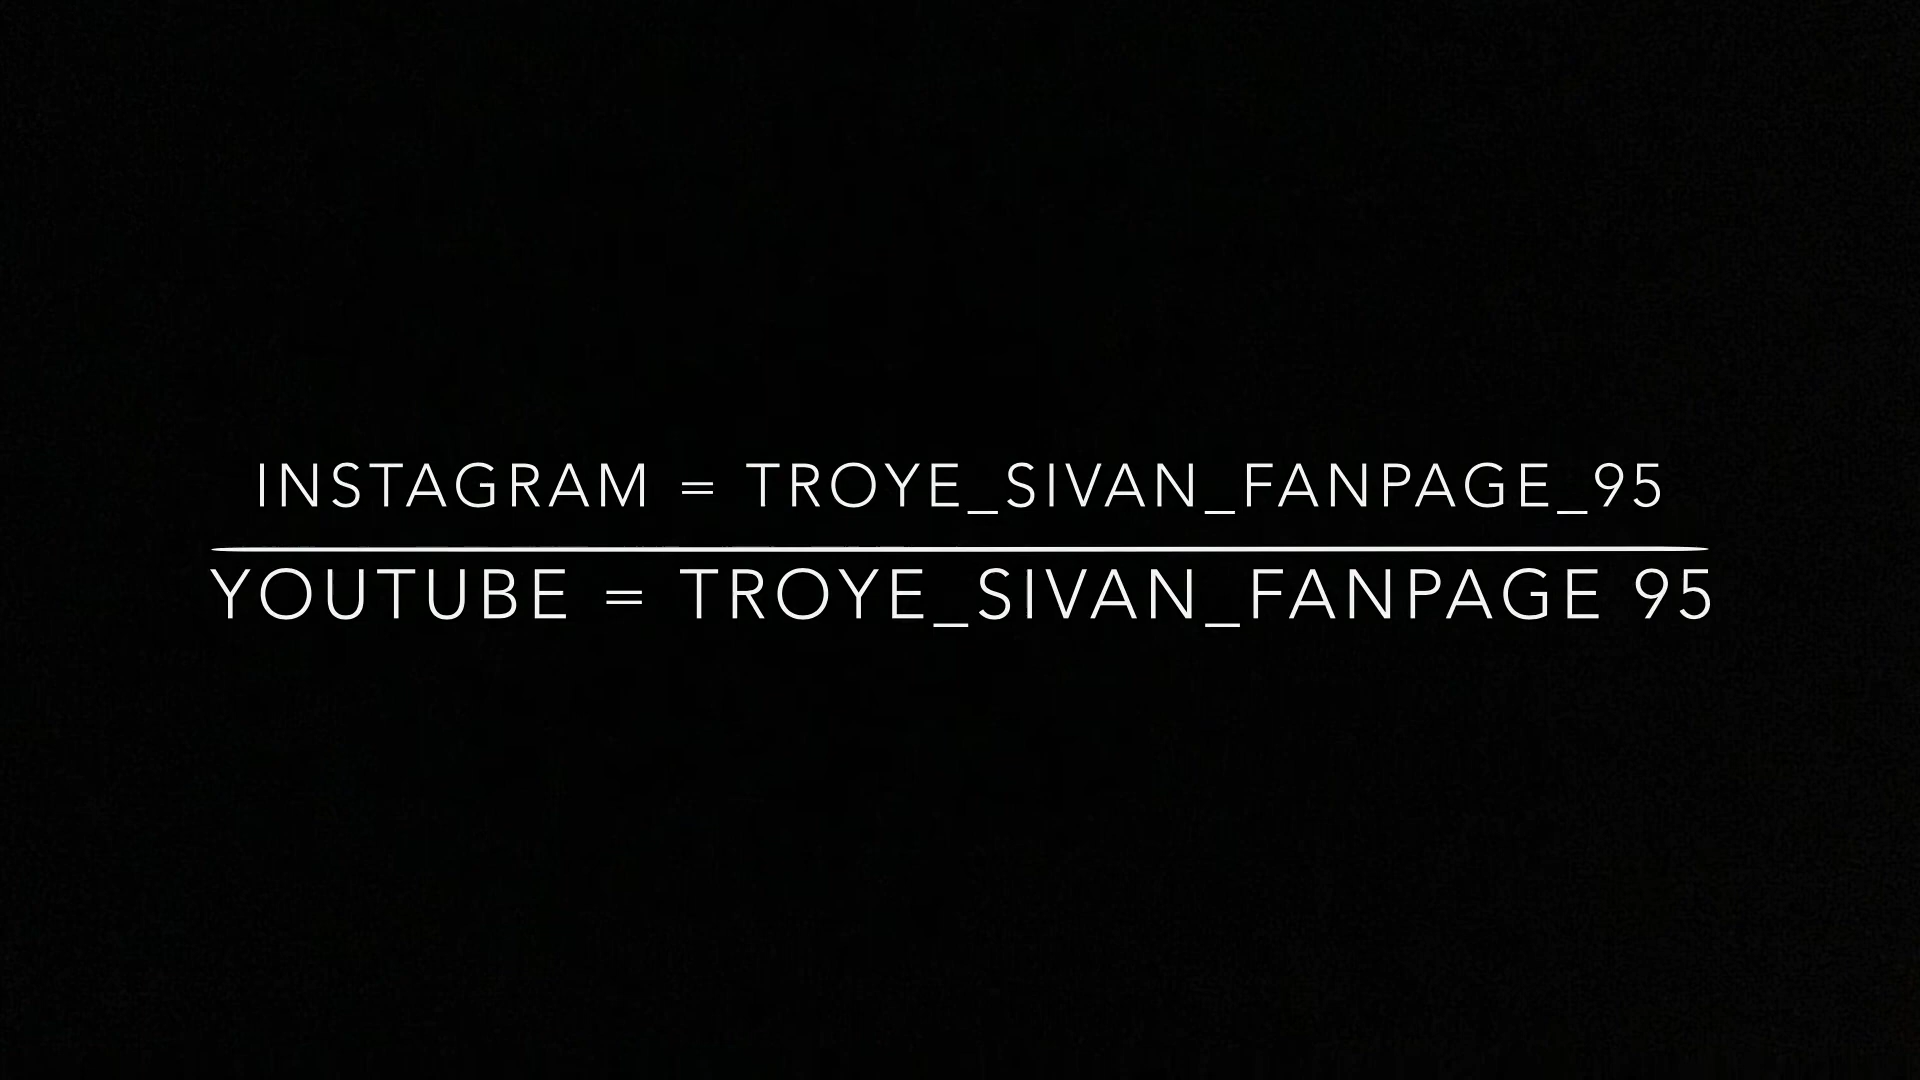 INSTAGRAM = TROYE_SIVAN_FANPAGE_95
YOUTUBE = TROYE_SIVAN_FANPAGE 95